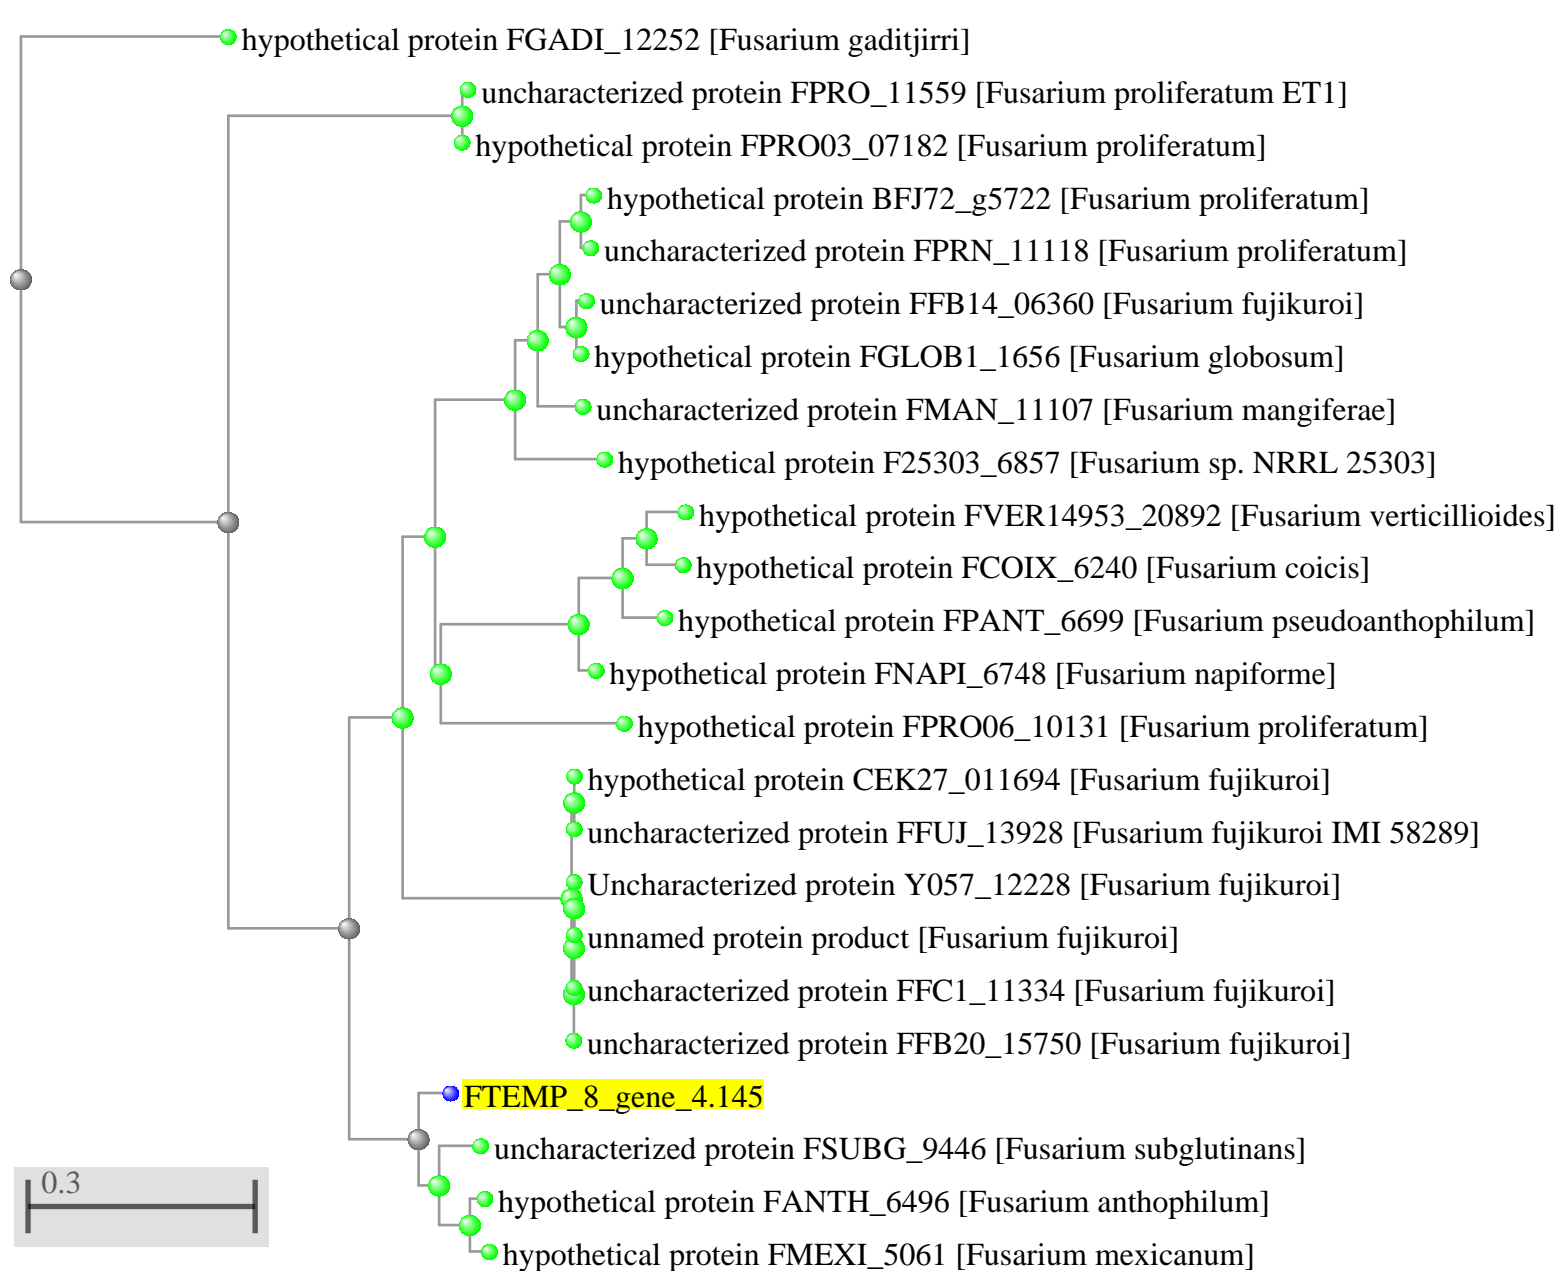 hypothetical protein FGADI_12252 [Fusarium gaditjirri]
uncharacterized protein FPRO_11559 [Fusarium proliferatum ET1]
hypothetical protein FPRO03_07182 [Fusarium proliferatum]
hypothetical protein BFJ72_g5722 [Fusarium proliferatum]
uncharacterized protein FPRN_11118 [Fusarium proliferatum]
uncharacterized protein FFB14_06360 [Fusarium fujikuroi]
hypothetical protein FGLOB1_1656 [Fusarium globosum]
uncharacterized protein FMAN_11107 [Fusarium mangiferae]
hypothetical protein F25303_6857 [Fusarium sp. NRRL 25303]
hypothetical protein FVER14953_20892 [Fusarium verticillioides]
hypothetical protein FCOIX_6240 [Fusarium coicis]
hypothetical protein FPANT_6699 [Fusarium pseudoanthophilum]
hypothetical protein FNAPI_6748 [Fusarium napiforme]
hypothetical protein FPRO06_10131 [Fusarium proliferatum]
hypothetical protein CEK27_011694 [Fusarium fujikuroi]
uncharacterized protein FFUJ_13928 [Fusarium fujikuroi IMI 58289]
Uncharacterized protein Y057_12228 [Fusarium fujikuroi]
unnamed protein product [Fusarium fujikuroi]
uncharacterized protein FFC1_11334 [Fusarium fujikuroi]
uncharacterized protein FFB20_15750 [Fusarium fujikuroi]
FTEMP_8_gene_4.145
uncharacterized protein FSUBG_9446 [Fusarium subglutinans]
0.3
hypothetical protein FANTH_6496 [Fusarium anthophilum]
hypothetical protein FMEXI_5061 [Fusarium mexicanum]